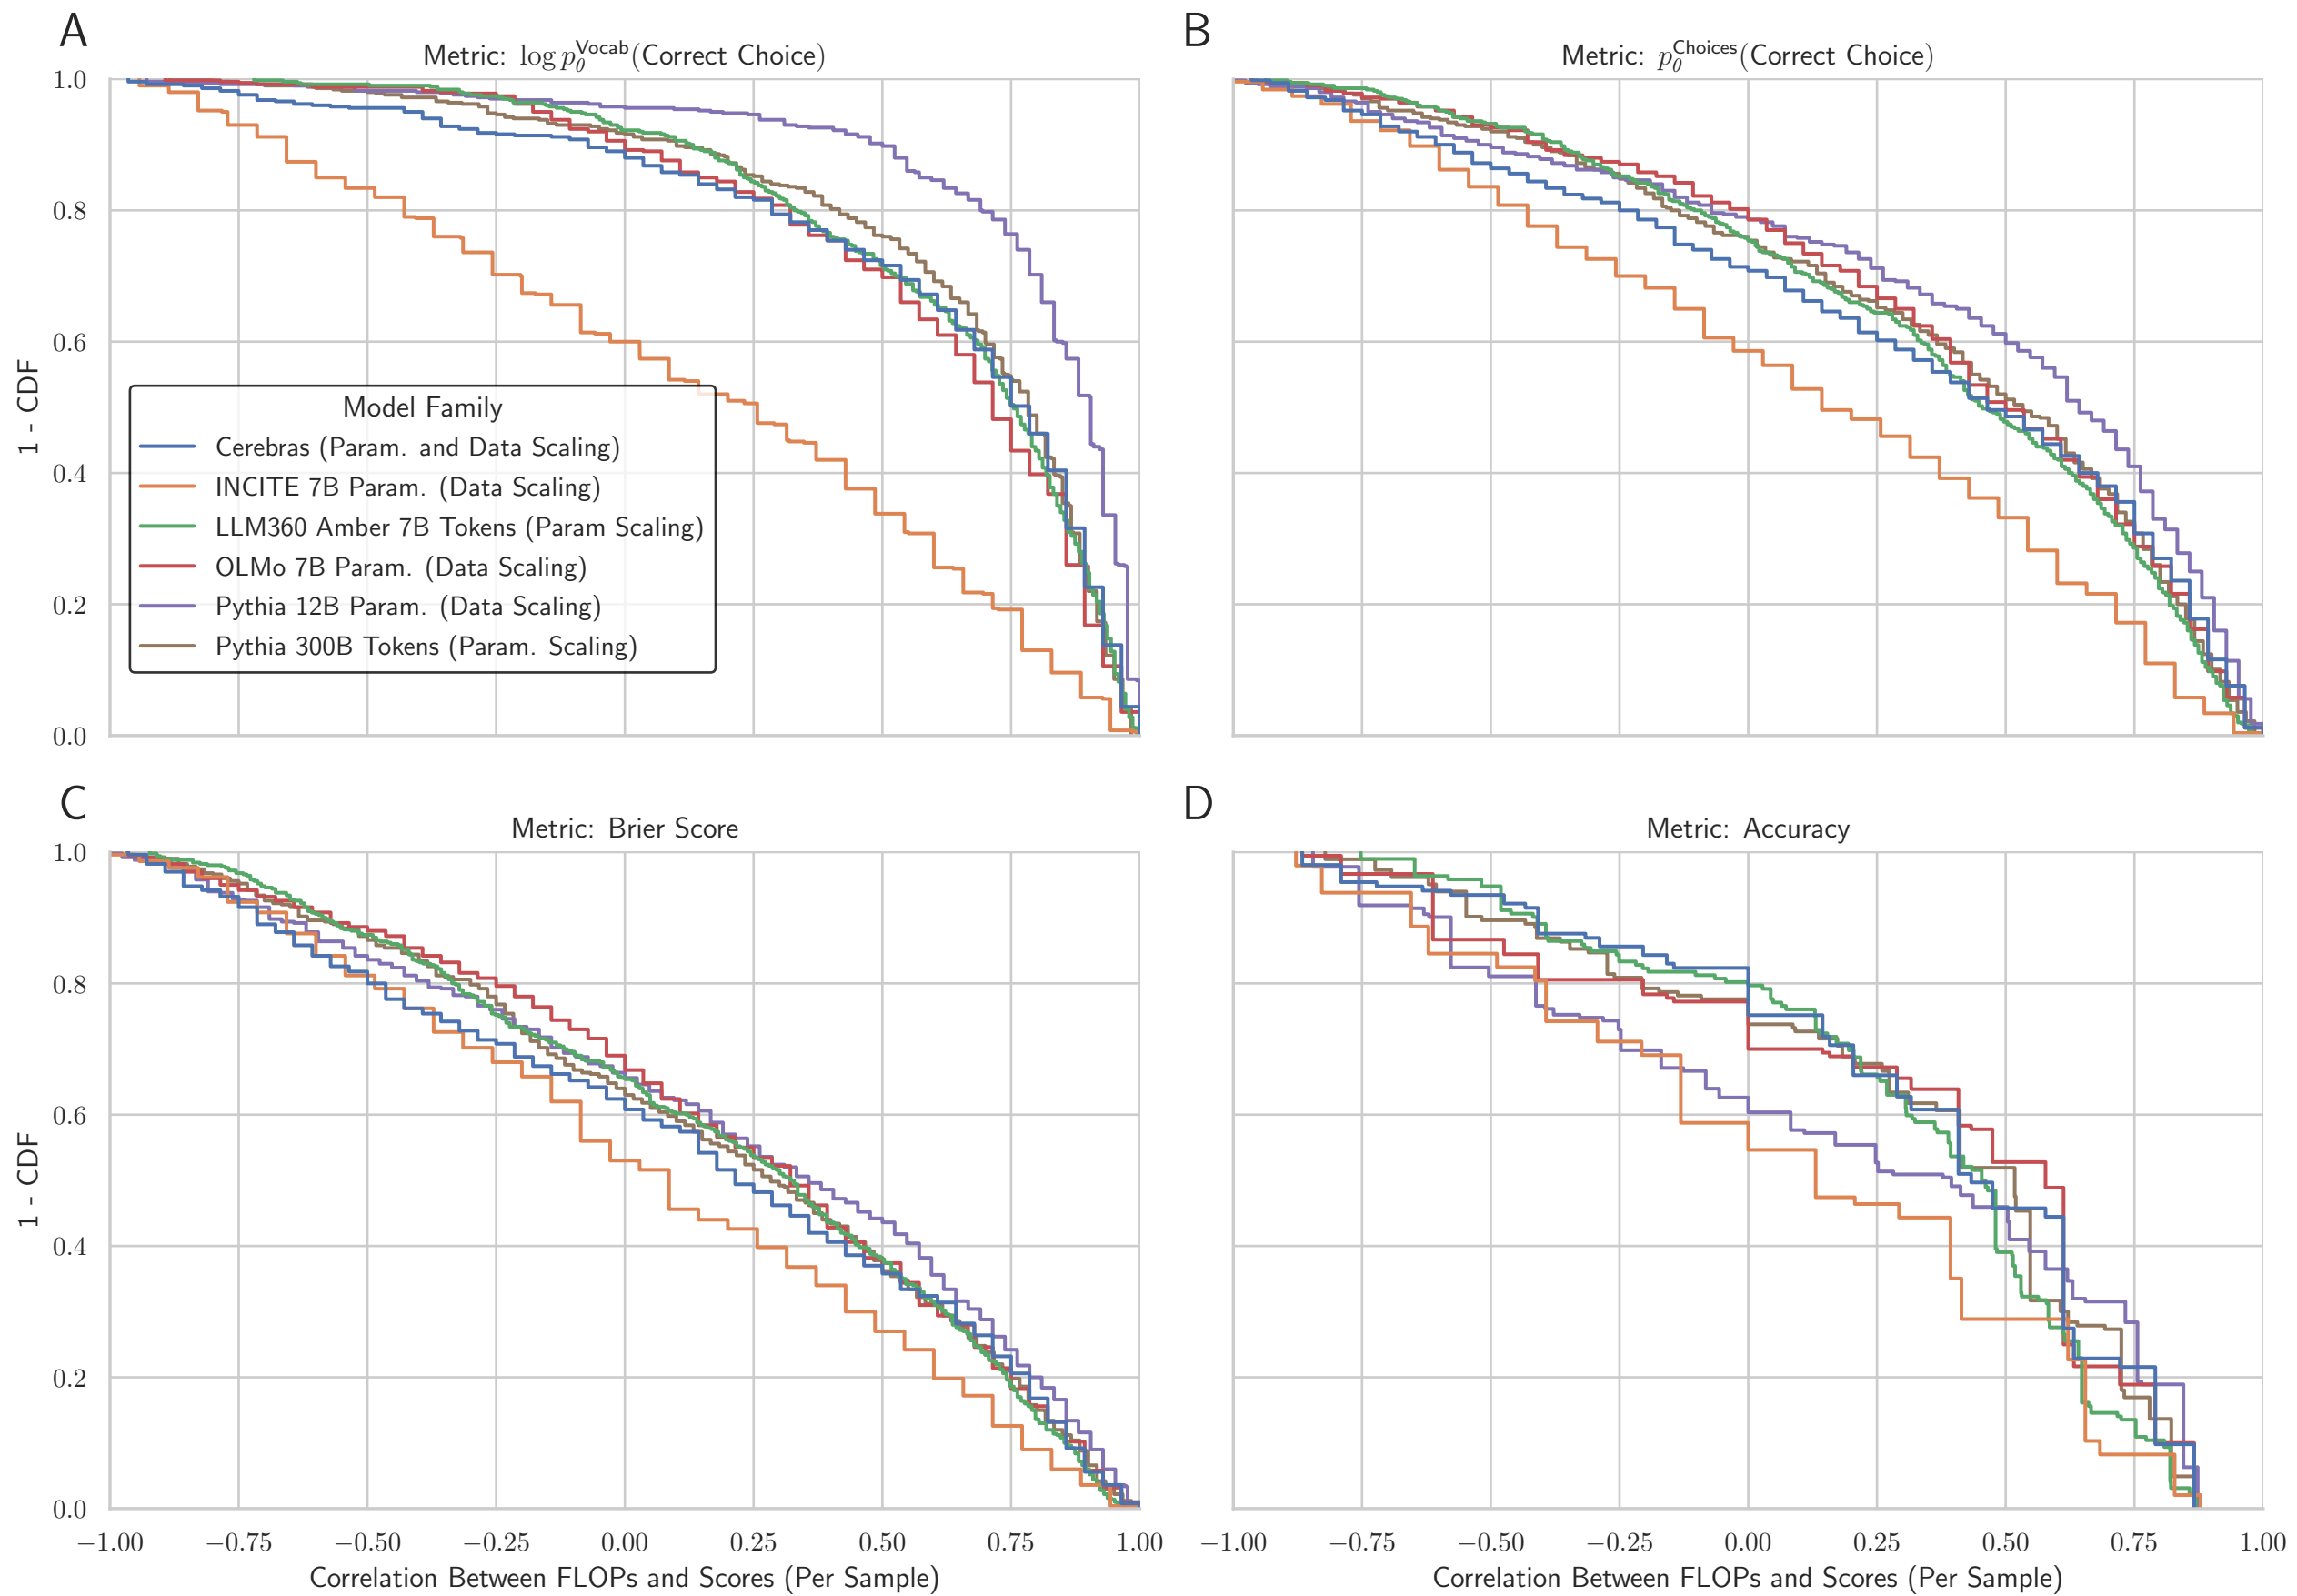 A
Metric: log p_θ^Vocab(Correct Choice)
B
Metric: p_θ^Choices(Correct Choice)
1.0
0.8
0.6
0.4
0.2
0.0
1 - CDF
Model Family
Cerebras (Param. and Data Scaling)
INCITE 7B Param. (Data Scaling)
LLM360 Amber 7B Tokens (Param Scaling)
OLMo 7B Param. (Data Scaling)
Pythia 12B Param. (Data Scaling)
Pythia 300B Tokens (Param. Scaling)
C
Metric: Brier Score
D
Metric: Accuracy
1.0
0.8
0.6
0.4
0.2
0.0
1 - CDF
−1.00 −0.75 −0.50 −0.25 0.00 0.25 0.50 0.75 1.00
Correlation Between FLOPs and Scores (Per Sample)
−1.00 −0.75 −0.50 −0.25 0.00 0.25 0.50 0.75 1.00
Correlation Between FLOPs and Scores (Per Sample)